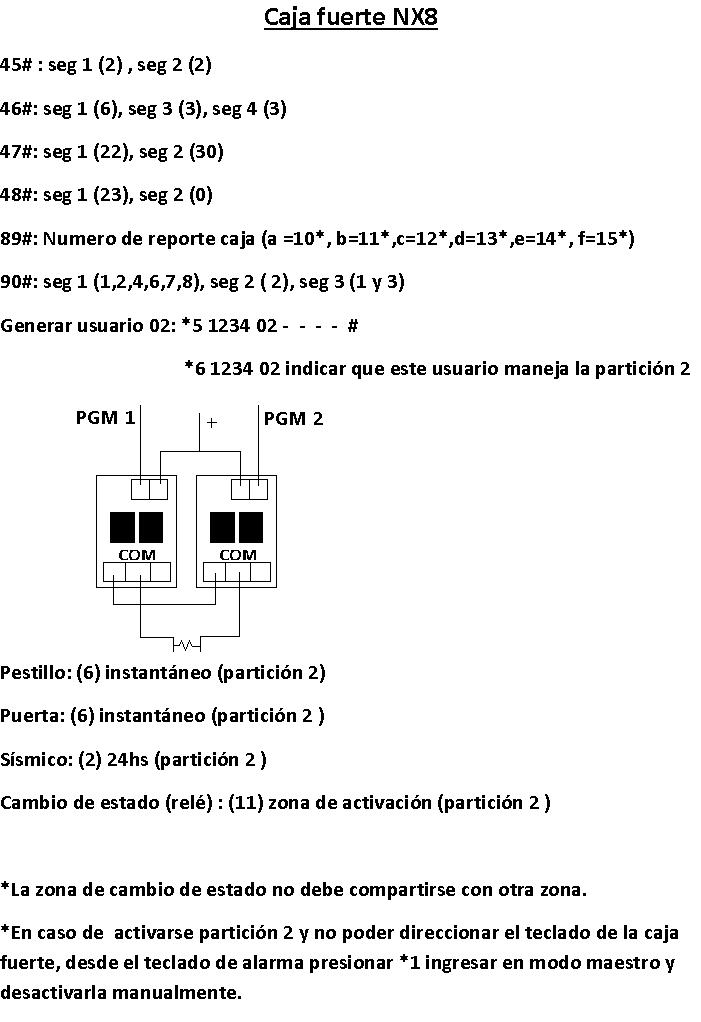 Caja fuerte NX8
45# : seg 1 (2) , seg 2 (2)
46#: seg 1 (6), seg 3 (3), seg 4 (3)
47#: seg 1 (22), seg 2 (30)
48#: seg 1 (23), seg 2 (0)
89#: Numero de reporte caja (a =10*, b=11*,c=12*,d=13*,e=14*, f=15*)
90#: seg 1 (1,2,4,6,7,8), seg 2 ( 2), seg 3 (1 y 3)
Generar usuario 02: *5 1234 02 - - - - #
*6 1234 02 indicar que este usuario maneja la partición 2
PGM 1 + PGM 2
COM COM
Pestillo: (6) instantáneo (partición 2)
Puerta: (6) instantáneo (partición 2 )
Sísmico: (2) 24hs (partición 2 )
Cambio de estado (relé) : (11) zona de activación (partición 2 )
*La zona de cambio de estado no debe compartirse con otra zona.
*En caso de activarse partición 2 y no poder direccionar el teclado de la caja
fuerte, desde el teclado de alarma presionar *1 ingresar en modo maestro y
desactivarla manualmente.